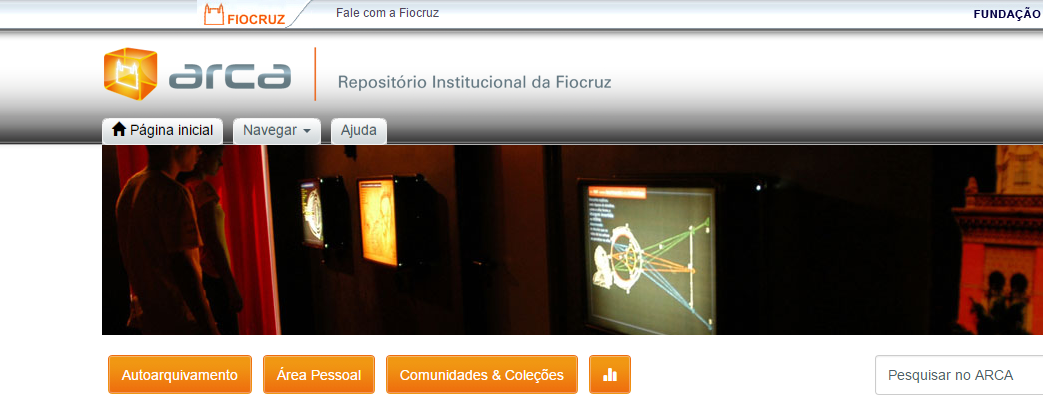 FIOCRUZ
Fale com a Fiocruz
FUNDAÇÃO
arca
Repositório Institucional da Fiocruz
Página inicial
Navegar
Ajuda
Autoarquivamento
Área Pessoal
Comunidades & Coleções
Pesquisar no ARCA